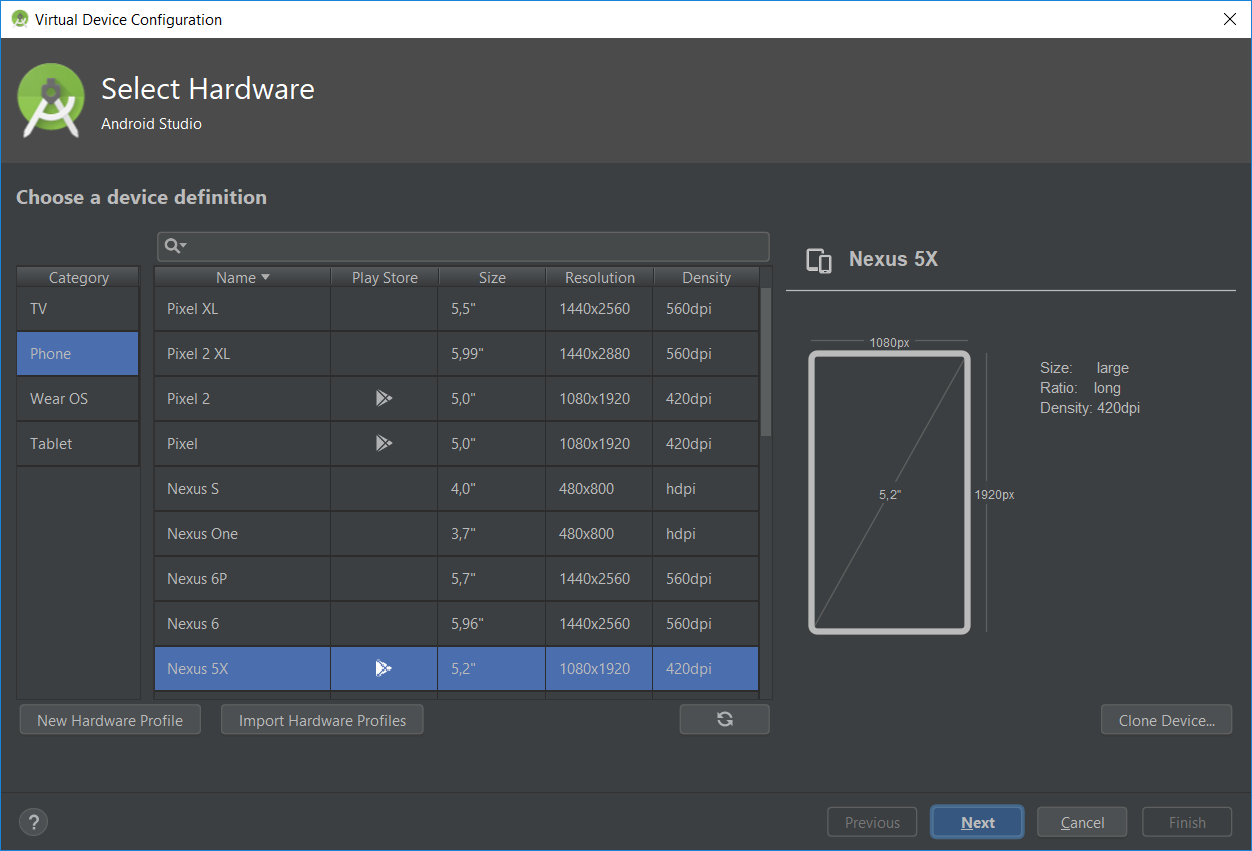 Virtual Device Configuration
Select Hardware
Android Studio
Choose a device definition
Category
TV
Phone
Wear OS
Tablet
Name Play Store Size Resolution Density
Pixel XL 5,5" 1440x2560 560dpi
Pixel 2 XL 5,99" 1440x2880 560dpi
Pixel 2 5,0" 1080x1920 420dpi
Pixel 5,0" 1080x1920 420dpi
Nexus S 4,0" 480x800 hdpi
Nexus One 3,7" 480x800 hdpi
Nexus 6P 5,7" 1440x2560 560dpi
Nexus 6 5,96" 1440x2560 560dpi
Nexus 5X 5,2" 1080x1920 420dpi
Nexus 5X
1080px
5,2"
1920px
Size: large
Ratio: long
Density: 420dpi
New Hardware Profile Import Hardware Profiles Clone Device...
? Previous Next Cancel Finish